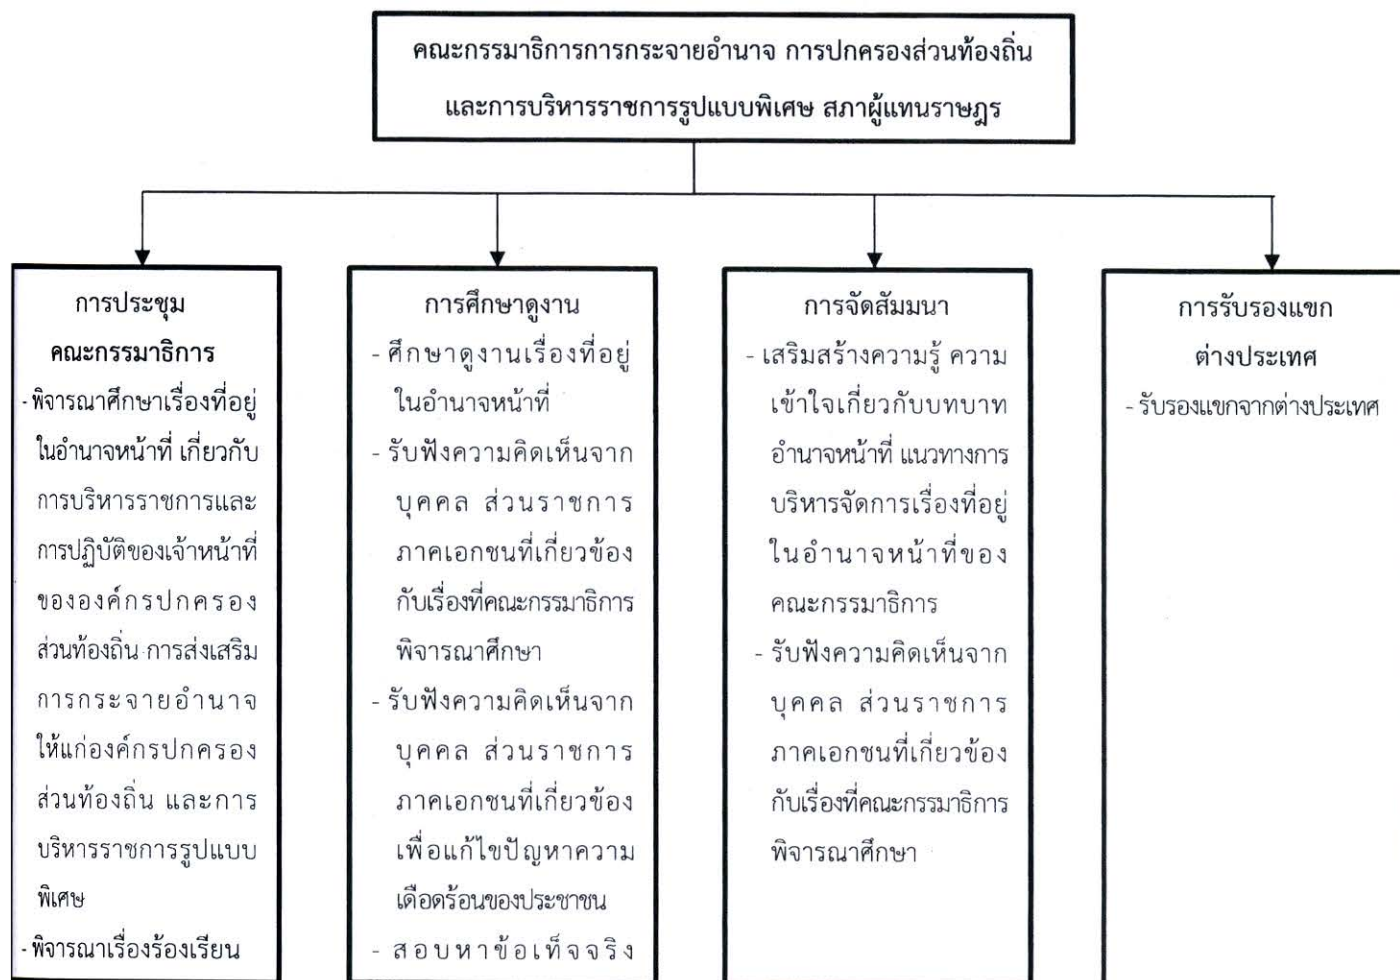 คณะกรรมาธิการการกระจายอำนาจ การปกครองส่วนท้องถิ่น
และการบริหารราชการรูปแบบพิเศษ สภาผู้แทนราษฎร
การประชุม
คณะกรรมาธิการ
- พิจารณาศึกษาเรื่องที่อยู่
ในอำนาจหน้าที่ เกี่ยวกับ
การบริหารราชการและ
การปฏิบัติของเจ้าหน้าที่
ขององค์กรปกครอง
ส่วนท้องถิ่น การส่งเสริม
การกระจายอำนาจ
ให้แก่องค์กรปกครอง
ส่วนท้องถิ่น และการ
บริหารราชการรูปแบบ
พิเศษ
- พิจารณาเรื่องร้องเรียน
การศึกษาดูงาน
- ศึกษาดูงานเรื่องที่อยู่
ในอำนาจหน้าที่
- รับฟังความคิดเห็นจาก
บุคคล ส่วนราชการ
ภาคเอกชนที่เกี่ยวข้อง
กับเรื่องที่คณะกรรมาธิการ
พิจารณาศึกษา
- รับฟังความคิดเห็นจาก
บุคคล ส่วนราชการ
ภาคเอกชนที่เกี่ยวข้อง
เพื่อแก้ไขปัญหาความ
เดือดร้อนของประชาชน
- สอบหาข้อเท็จจริง
การจัดสัมมนา
- เสริมสร้างความรู้ ความ
เข้าใจเกี่ยวกับบทบาท
อำนาจหน้าที่ แนวทางการ
บริหารจัดการเรื่องที่อยู่
ในอำนาจหน้าที่ของ
คณะกรรมาธิการ
- รับฟังความคิดเห็นจาก
บุคคล ส่วนราชการ
ภาคเอกชนที่เกี่ยวข้อง
กับเรื่องที่คณะกรรมาธิการ
พิจารณาศึกษา
การรับรองแขก
ต่างประเทศ
- รับรองแขกจากต่างประเทศ